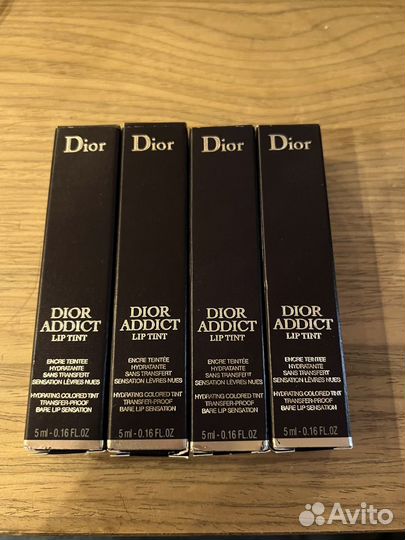 Dior
DIOR
ADDICT
LIP TINT
ENCRE TEINTÉE
HYDRATANTE
SANS TRANSFERT
SENSATION LÈVRES NUES
HYDRATING COLORED TINT
TRANSFER-PROOF
BARE LIP SENSATION
5 ml - 0.16 FL.OZ
Dior
DIOR
ADDICT
LIP TINT
ENCRE TEINTÉE
HYDRATANTE
SANS TRANSFERT
SENSATION LÈVRES NUES
HYDRATING COLORED TINT
TRANSFER-PROOF
BARE LIP SENSATION
5 ml - 0.16 FL.OZ
Dior
DIOR
ADDICT
LIP TINT
ENCRE TEINTÉE
HYDRATANTE
SANS TRANSFERT
SENSATION LÈVRES NUES
HYDRATING COLORED TINT
TRANSFER-PROOF
BARE LIP SENSATION
5 ml - 0.16 FL.OZ
Dior
DIOR
ADDICT
LIP TINT
ENCRE TEINTÉE
HYDRATANTE
SANS TRANSFERT
SENSATION LÈVRES NUES
HYDRATING COLORED TINT
TRANSFER-PROOF
BARE LIP SENSATION
5 ml - 0.16 FL.OZ
Avito